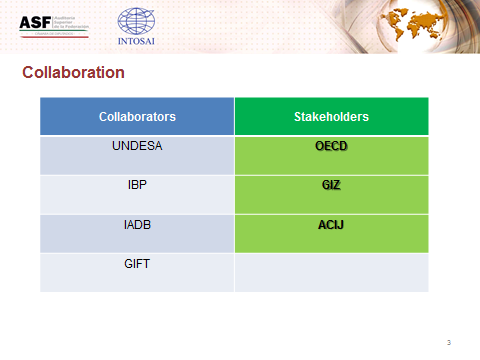 ASF
Auditoría
Superior
de la Federación
INTOSAI
Collaboration
Collaborators Stakeholders
UNDESA OECD
IBP GIZ
IADB ACIJ
GIFT
3